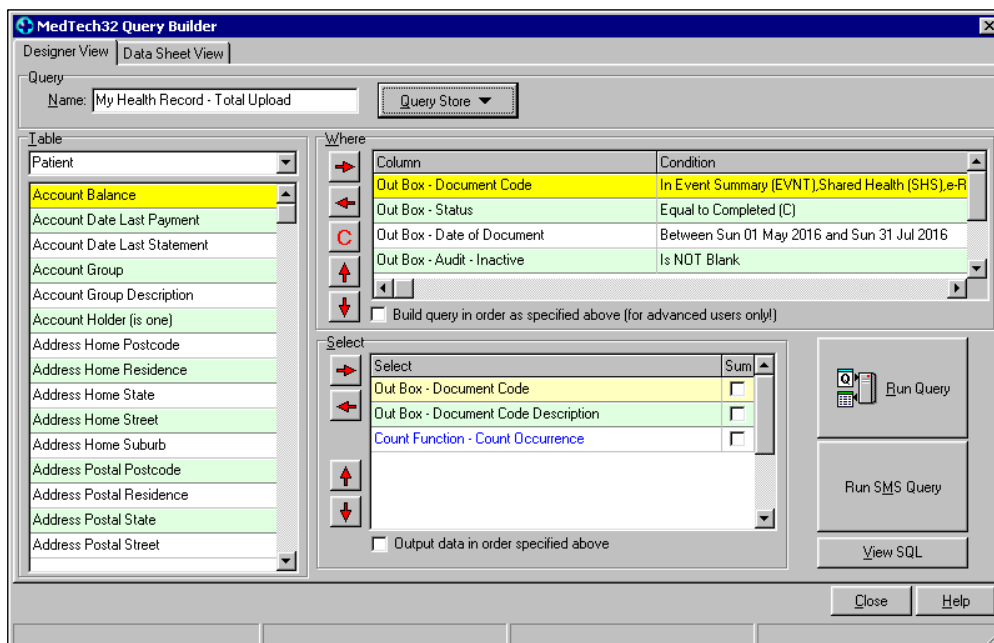 MedTech32 Query Builder
Designer View Data Sheet View
Query
Name: My Health Record - Total Upload Query Store
Table
Patient
Account Balance
Account Date Last Payment
Account Date Last Statement
Account Group
Account Group Description
Account Holder (is one)
Address Home Postcode
Address Home Residence
Address Home State
Address Home Street
Address Home Suburb
Address Postal Postcode
Address Postal Residence
Address Postal State
Address Postal Street
Where
C
Column Condition
Out Box - Document Code In Event Summary (EVNT),Shared Health (SHS),e-R
Out Box - Status Equal to Completed (C)
Out Box - Date of Document Between Sun 01 May 2016 and Sun 31 Jul 2016
Out Box - Audit - Inactive Is NOT Blank
Build query in order as specified above (for advanced users only!)
Select
Select Sum
Out Box - Document Code
Out Box - Document Code Description
Count Function - Count Occurrence
Output data in order specified above
Q
Run Query
Run SMS Query
View SQL
Close Help